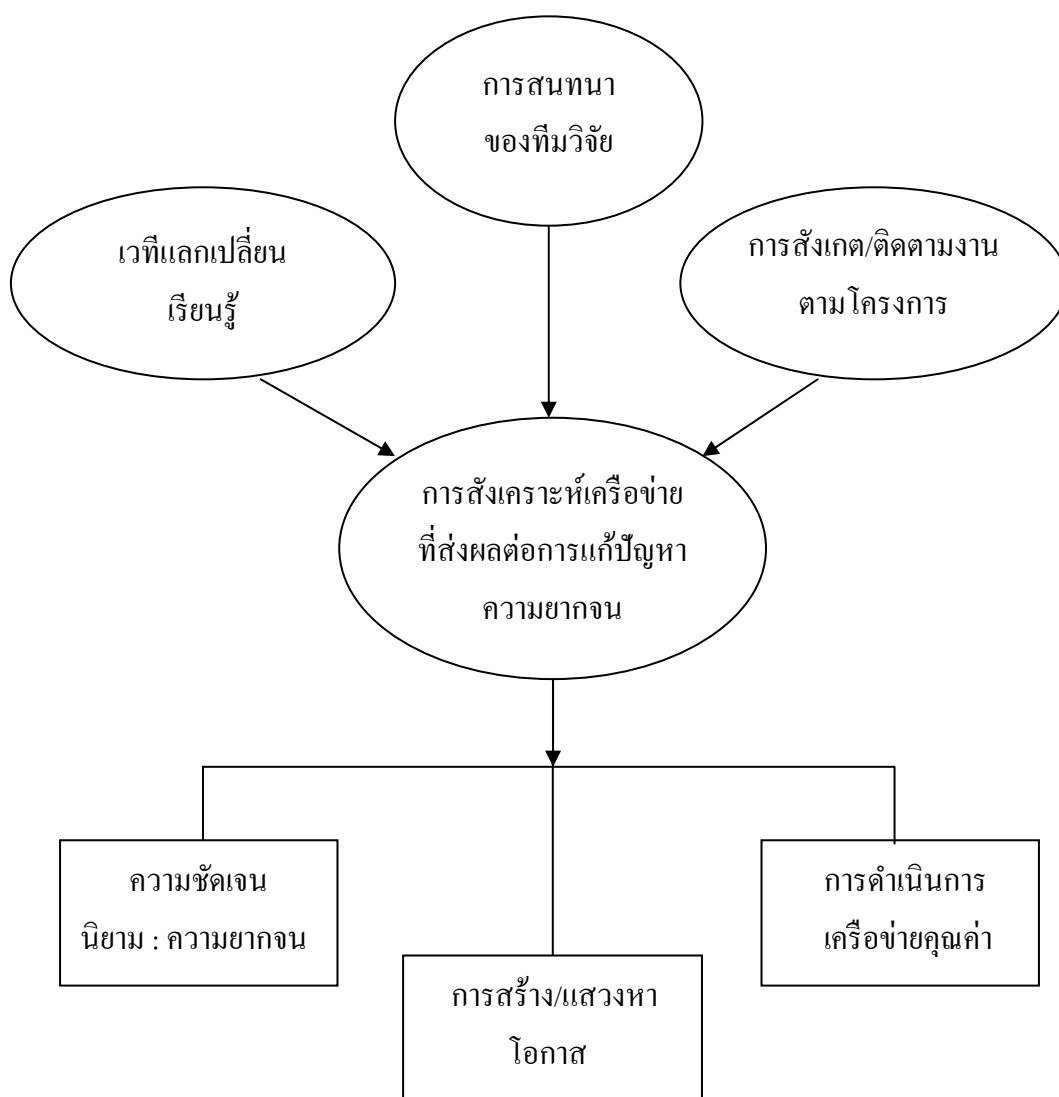 การสนทนา
ของทีมวิจัย
เวทีแลกเปลี่ยน
เรียนรู้
การสังเกต/ติดตามงาน
ตามโครงการ
การสังเคราะห์เครือข่าย
ที่ส่งผลต่อการแก้ปัญหา
ความยากจน
ความชัดเจน
นิยาม : ความยากจน
การสร้าง/แสวงหา
โอกาส
การดำเนินการ
เครือข่ายคุณค่า